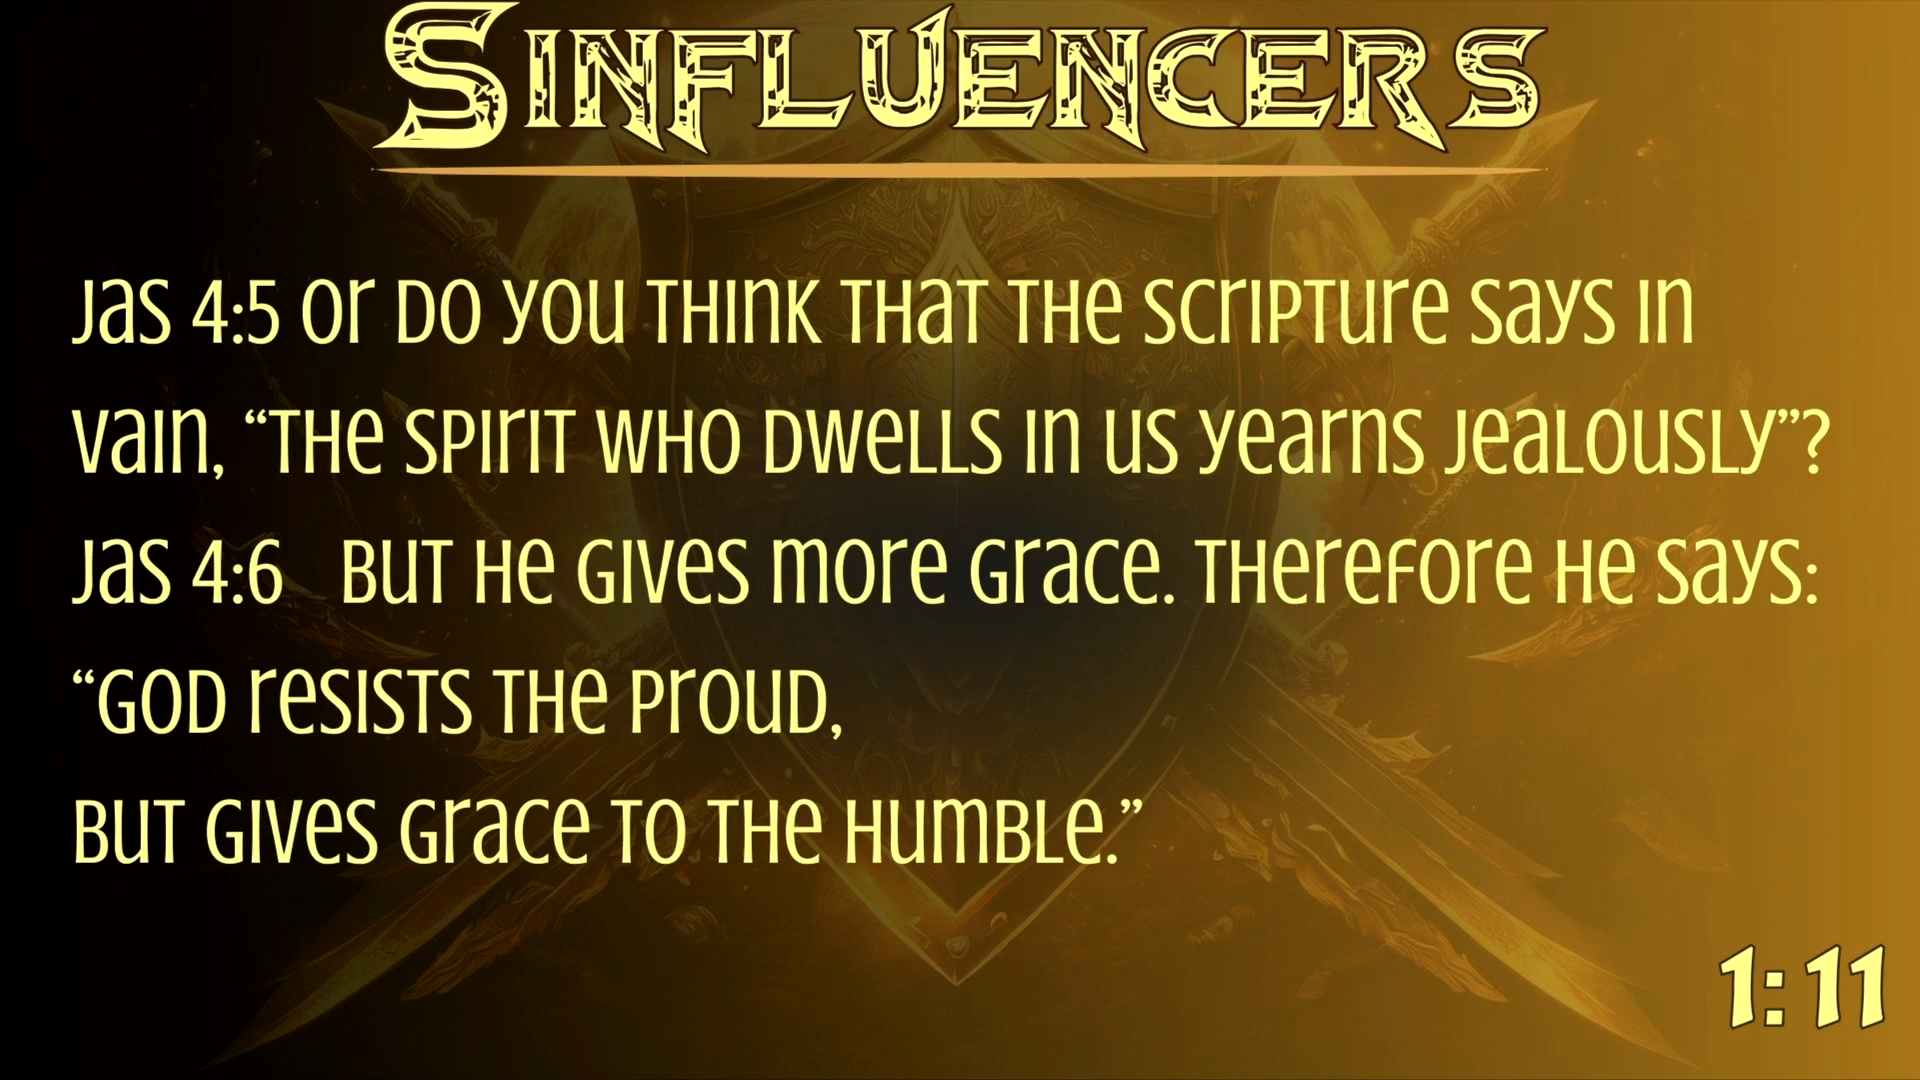 Sinfluencers
Jas 4:5 Or do you think that the Scripture says in
vain, “The Spirit who dwells in us yearns jealously”?
Jas 4:6   But He gives more grace. Therefore He says:
“God resists the proud,
But gives grace to the humble.”
1:11